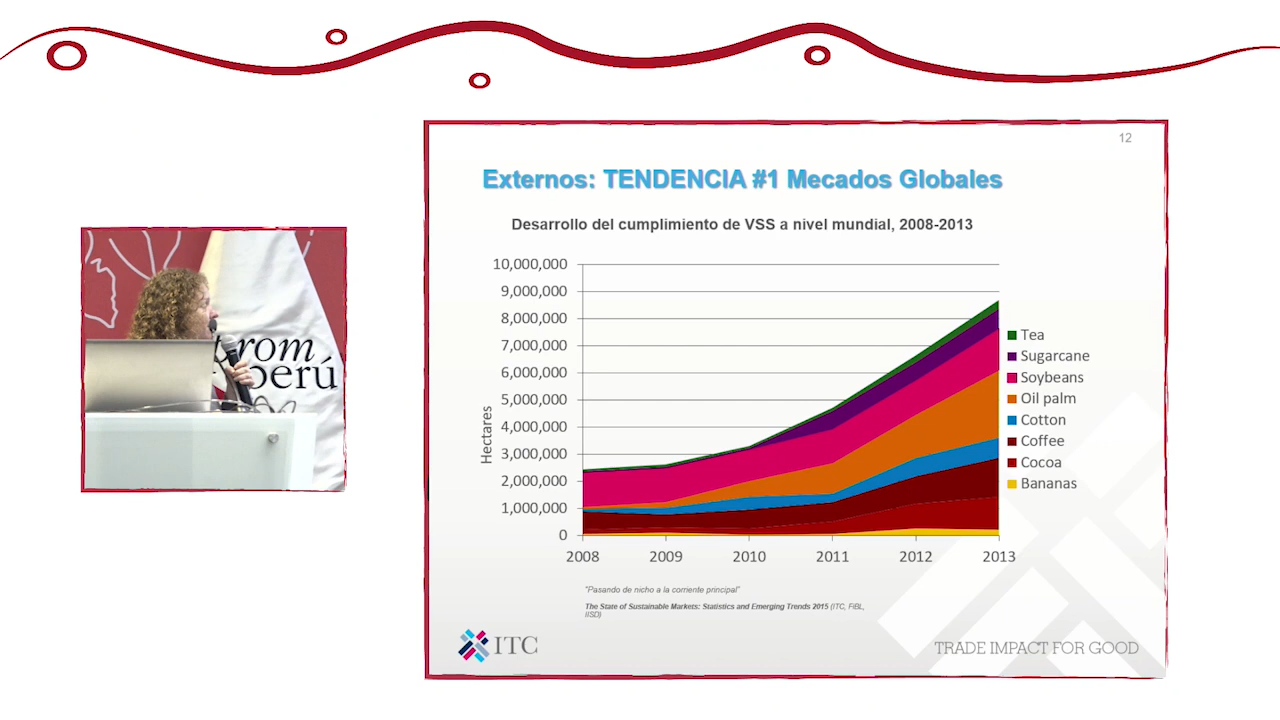 12
Externos: TENDENCIA #1 Mecados Globales
Desarrollo del cumplimiento de VSS a nivel mundial, 2008-2013
10,000,000
9,000,000
8,000,000
7,000,000
6,000,000
5,000,000
4,000,000
3,000,000
2,000,000
1,000,000
0
Hectares
2008 2009 2010 2011 2012 2013
Tea
Sugarcane
Soybeans
Oil palm
Cotton
Coffee
Cocoa
Bananas
"Pasando de nicho a la corriente principal"
The State of Sustainable Markets: Statistics and Emerging Trends 2015 (ITC, FiBL,
IISD)
ITC
TRADE IMPACT FOR GOOD
from
perú